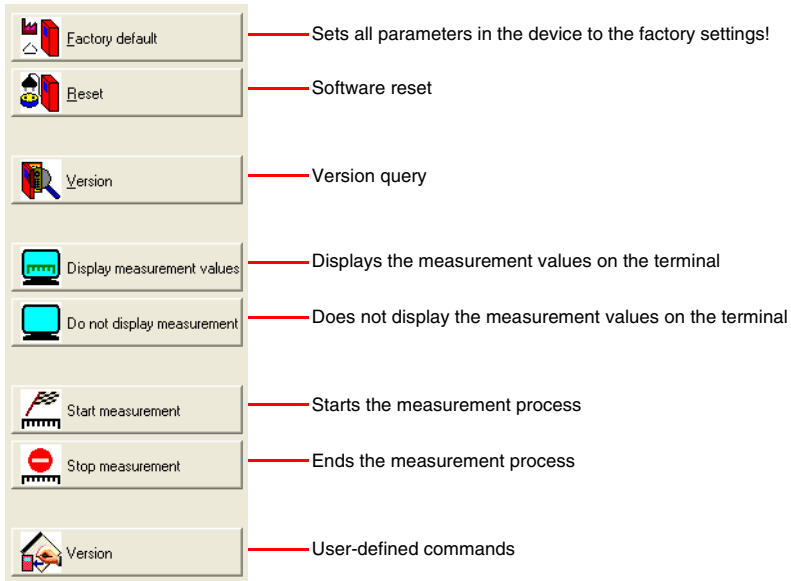 Factory default
Sets all parameters in the device to the factory settings!
Reset
Software reset
Version
Version query
Display measurement values
Displays the measurement values on the terminal
Do not display measurement
Does not display the measurement values on the terminal
Start measurement
Starts the measurement process
Stop measurement
Ends the measurement process
Version
User-defined commands